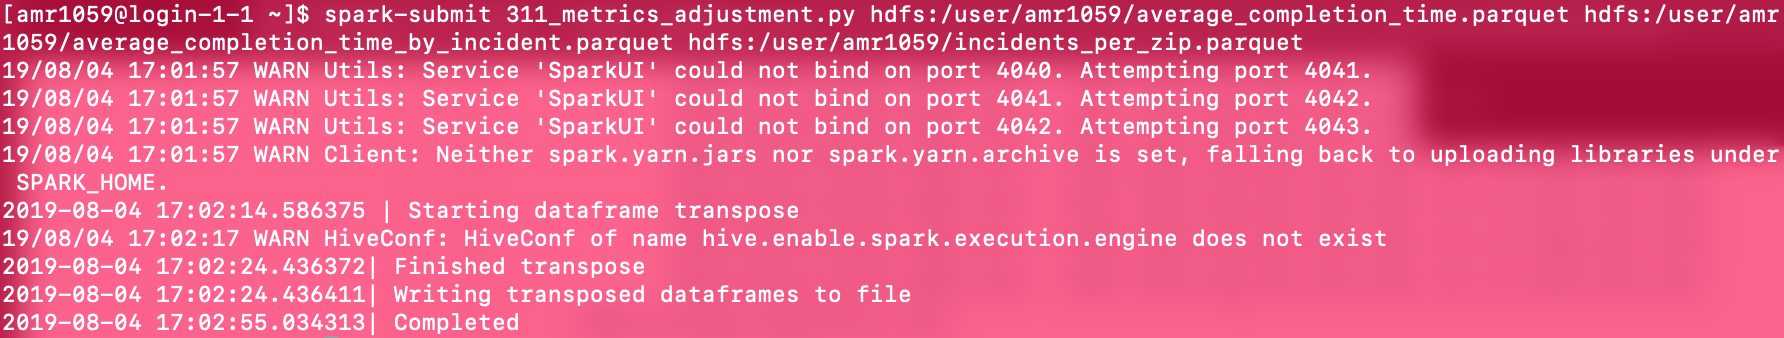 [amr1059@login-1-1 ~]$ spark-submit 311_metrics_adjustment.py hdfs:/user/amr1059/average_completion_time.parquet hdfs:/user/amr
1059/average_completion_time_by_incident.parquet hdfs:/user/amr1059/incidents_per_zip.parquet
19/08/04 17:01:57 WARN Utils: Service 'SparkUI' could not bind on port 4040. Attempting port 4041.
19/08/04 17:01:57 WARN Utils: Service 'SparkUI' could not bind on port 4041. Attempting port 4042.
19/08/04 17:01:57 WARN Utils: Service 'SparkUI' could not bind on port 4042. Attempting port 4043.
19/08/04 17:01:57 WARN Client: Neither spark.yarn.jars nor spark.yarn.archive is set, falling back to uploading libraries under
 SPARK_HOME.
2019-08-04 17:02:14.586375 | Starting dataframe transpose
19/08/04 17:02:17 WARN HiveConf: HiveConf of name hive.enable.spark.execution.engine does not exist
2019-08-04 17:02:24.436372| Finished transpose
2019-08-04 17:02:24.436411| Writing transposed dataframes to file
2019-08-04 17:02:55.034313| Completed